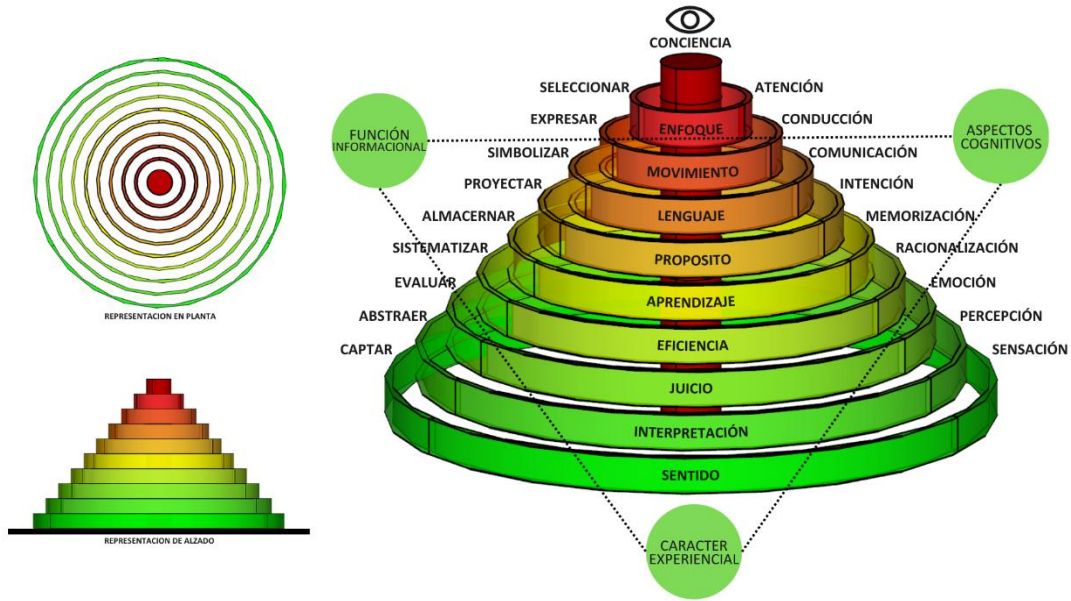 CONCIENCIA
SELECCIONAR
ATENCIÓN
ENFOQUE
EXPRESAR
CONDUCCIÓN
FUNCIÓN
INFORMACIONAL
ASPECTOS
COGNITIVOS
SIMBOLIZAR
COMUNICACIÓN
MOVIMIENTO
PROYECTAR
INTENCIÓN
LENGUAJE
ALMACERNAR
MEMORIZACIÓN
PROPOSITO
SISTEMATIZAR
RACIONALIZACIÓN
APRENDIZAJE
EVALUAR
EMOCIÓN
ABSTRAER
PERCEPCIÓN
EFICIENCIA
CAPTAR
SENSACIÓN
JUICIO
INTERPRETACIÓN
SENTIDO
CARACTER
EXPERIENCIAL
REPRESENTACION EN PLANTA
REPRESENTACION DE ALZADO